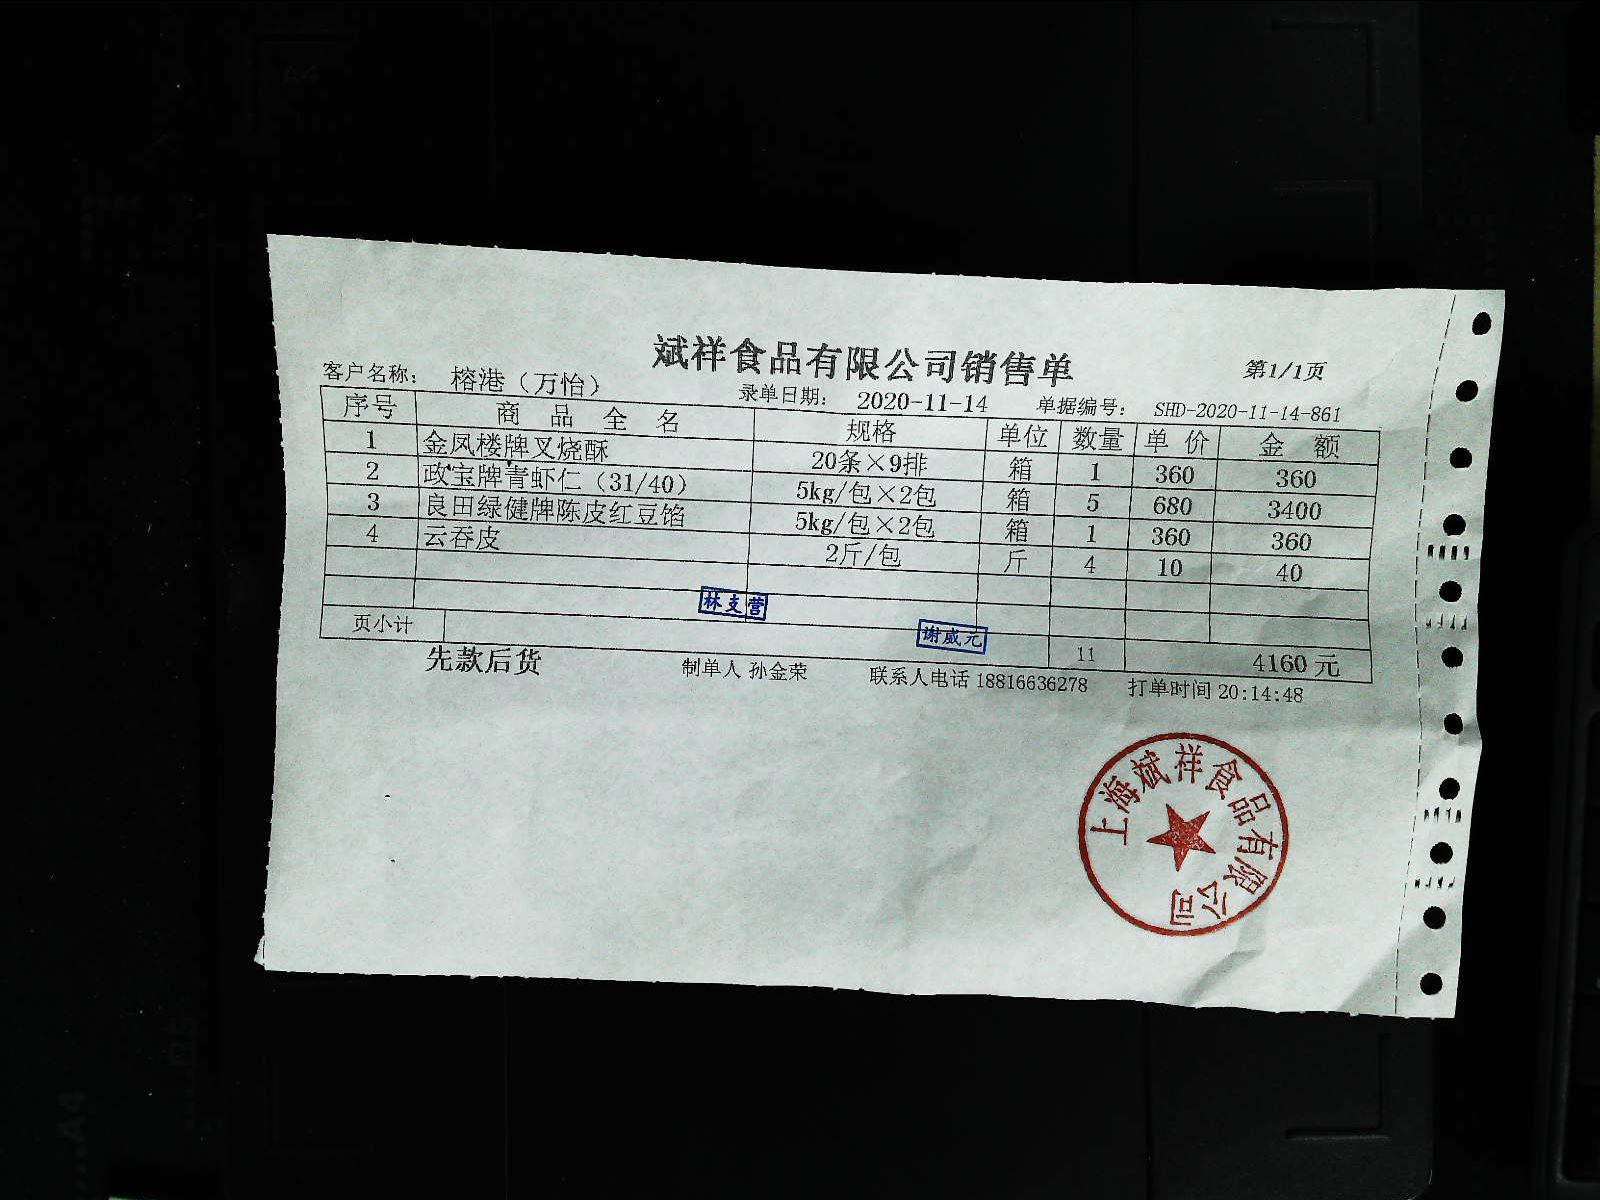 斌祥食品有限公司销售单
第1/1页
客户名称： 榕港（万怡） 录单日期： 2020-11-14 单据编号： SHD-2020-11-14-861
序号 商 品 全 名 规格 单位 数量 单 价 金 额
1 金凤楼牌叉烧酥 20条×9排 箱 1 360 360
2 政宝牌青虾仁（31/40） 5kg/包×2包 箱 5 680 3400
3 良田绿健牌陈皮红豆馅 5kg/包×2包 箱 1 360 360
4 云吞皮 2斤/包 斤 4 10 40
林支营
谢威元
页小计 11 4160 元
先款后货 制单人 孙金荣 联系人电话 18816636278 打单时间 20:14:48
上海斌祥食品有限公司